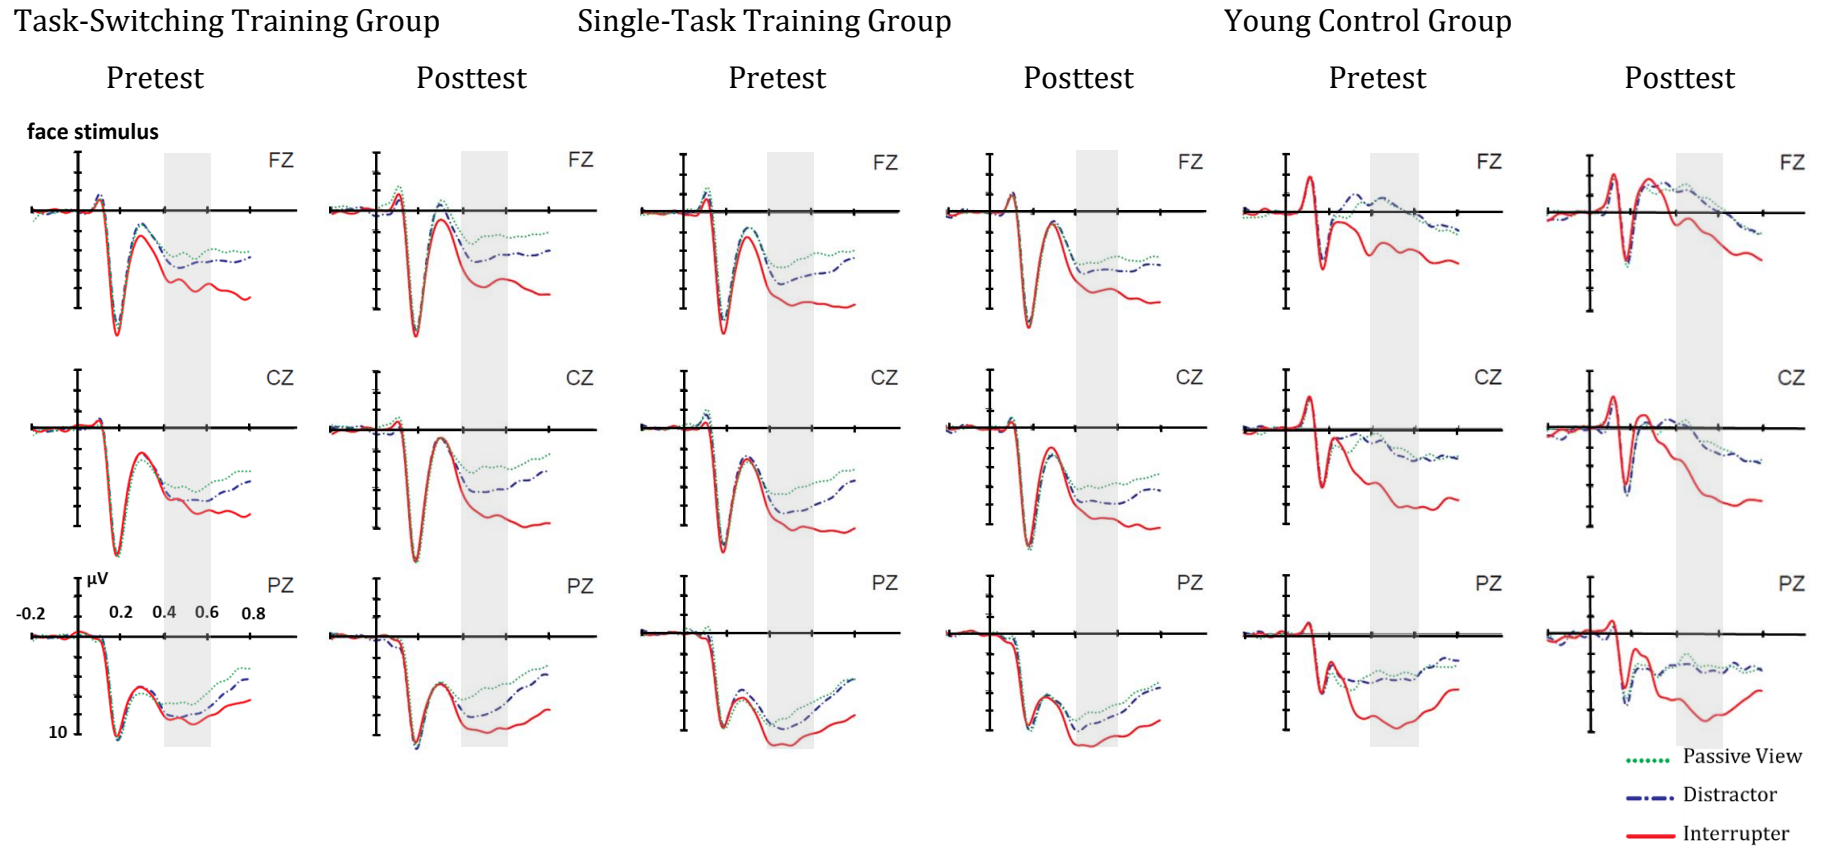 Task-Switching Training Group Single-Task Training Group Young Control Group
Pretest Posttest Pretest Posttest Pretest Posttest
face stimulus
FZ FZ FZ FZ FZ FZ
CZ CZ CZ CZ CZ CZ
µV PZ PZ PZ PZ PZ PZ
-0.2 0.2 0.4 0.6 0.8
10
Passive View
Distractor
Interrupter